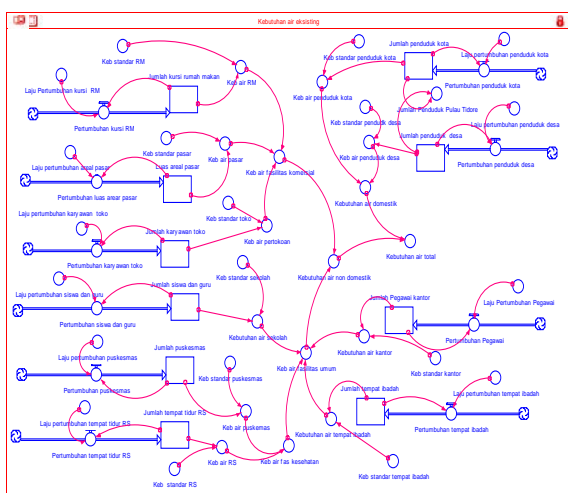 Kebutuhan air eksisting
Keb standar RM
Laju Pertumbuhan kursi RM
Jumlah kursi rumah makan
Keb air RM
Pertumbuhan kursi RM
Keb standar penduduk kota
Jumlah penduduk kota
Laju pertumbuhan penduduk kota
Pertumbuhan penduduk kota
Keb air penduduk kota
Jumlah Penduduk Pulau Tidore
Keb standar penduk desa
Laju pertumbuhan penduduk desa
Jumlah penduduk desa
Keb air penduduk desa
Pertumbuhan penduduk desa
Keb standar pasar
Laju pertumbuhan areal pasar
Luas areal pasar
Keb air pasar
Keb air fasilitas komersial
Pertumbuhan luas arear pasar
Keb standar toko
Kebutuhan air domestik
Laju pertumbuhan karyawan toko
Jumlah karyawan toko
Keb air pertokoan
Pertumbuhan karyawan toko
Kebutuhan air total
Kebutuhan air non domestik
Keb standar sekolah
Laju pertumbuhan siswa dan guru
Jumlah siswa dan guru
Pertumbuhan siswa dan guru
Kebutuhan air sekolah
Jumlah Pegawai kantor
Laju Pertumbuhan Pegawai
Pertumbuhan Pegawai
Kebutuhan air kantor
Keb standar kantor
Laju pertumbuhan puskesmas
Jumlah puskesmas
Keb air fasilitas umum
Keb standar puskesmas
Pertumbuhan puskesmas
Jumlah tempat ibadah
Laju pertumbuhan tempat ibadah
Pertumbuhan tempat ibadah
Kebutuhan air tempat ibadah
Keb standar tempat ibadah
Laju pertumbuhan tempat tidur RS
Jumlah tempat tidur RS
Keb air puskemas
Pertumbuhan tempat tidur RS
Keb air RS
Keb air fas kesehatan
Keb standar RS